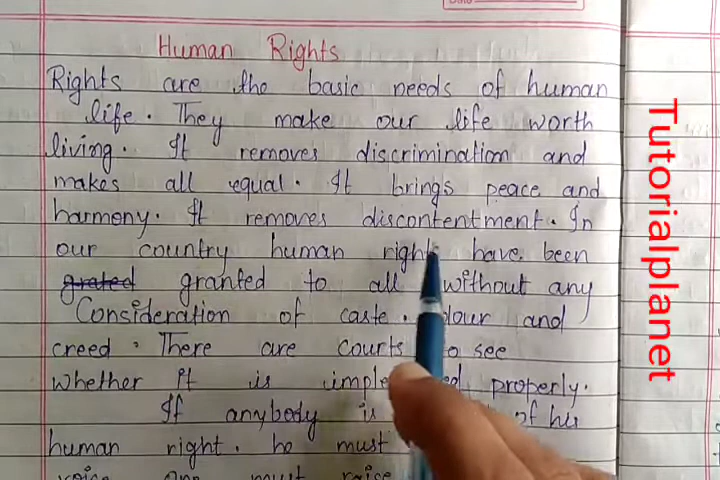 Human Rights
Rights are the basic needs of human
life. They make our life worth
living. It removes discrimination and
makes all equal. It brings peace and
harmony. It removes discontentment. In
our country human right have been
grated granted to all without any
Consideration of caste. and
creed. There are courts to see
whether it is properly.
If anybody is of his
human right. he must
must raise
Tutorialplanet